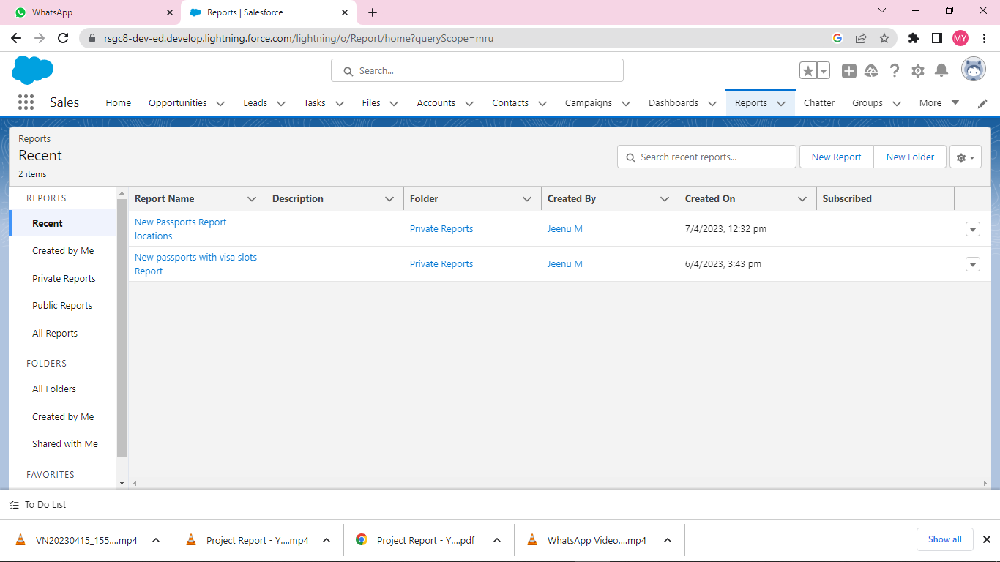 WhatsApp
Reports | Salesforce
rsgc8-dev-ed.develop.lightning.force.com/lightning/o/Report/home?queryScope=mru
MY
Search...
Sales Home Opportunities Leads Tasks Files Accounts Contacts Campaigns Dashboards Reports Chatter Groups More
Reports
Recent
2 items
Search recent reports...
New Report
New Folder
REPORTS
Recent
Created by Me
Private Reports
Public Reports
All Reports
FOLDERS
All Folders
Created by Me
Shared with Me
FAVORITES
Report Name Description Folder Created By Created On Subscribed
New Passports Report
locations
Private Reports Jeenu M 7/4/2023, 12:32 pm
New passports with visa slots
Report
Private Reports Jeenu M 6/4/2023, 3:43 pm
To Do List
VN20230415_155....mp4
Project Report - Y....mp4
Project Report - Y....pdf
WhatsApp Video....mp4
Show all